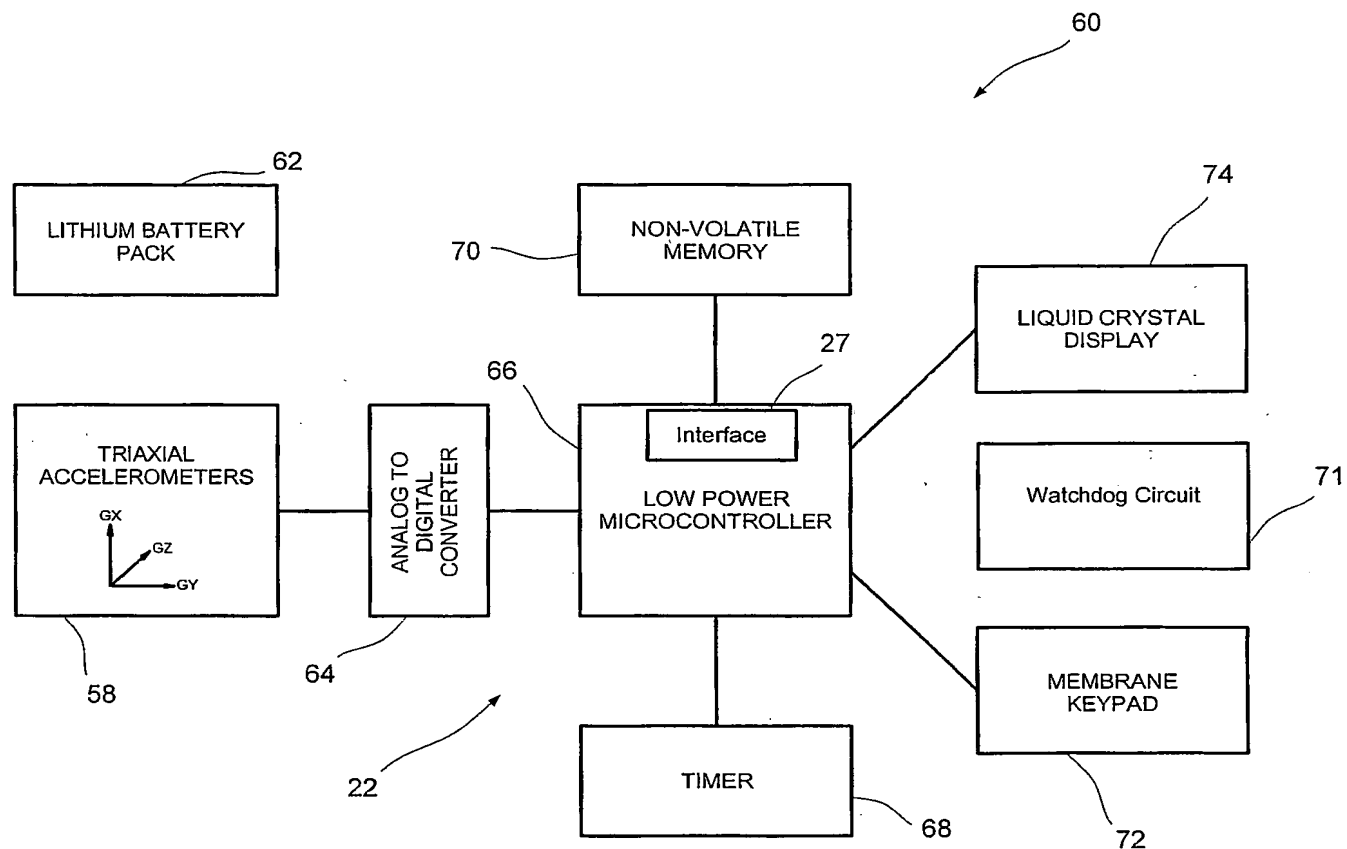 60
62
LITHIUM BATTERY
PACK
70
NON-VOLATILE
MEMORY
74
LIQUID CRYSTAL
DISPLAY
66
27
Interface
LOW POWER
MICROCONTROLLER
TRIAXIAL
ACCELEROMETERS
GX
GZ
GY
58
ANALOG TO
DIGITAL
CONVERTER
64
Watchdog Circuit
71
MEMBRANE
KEYPAD
72
22
TIMER
68